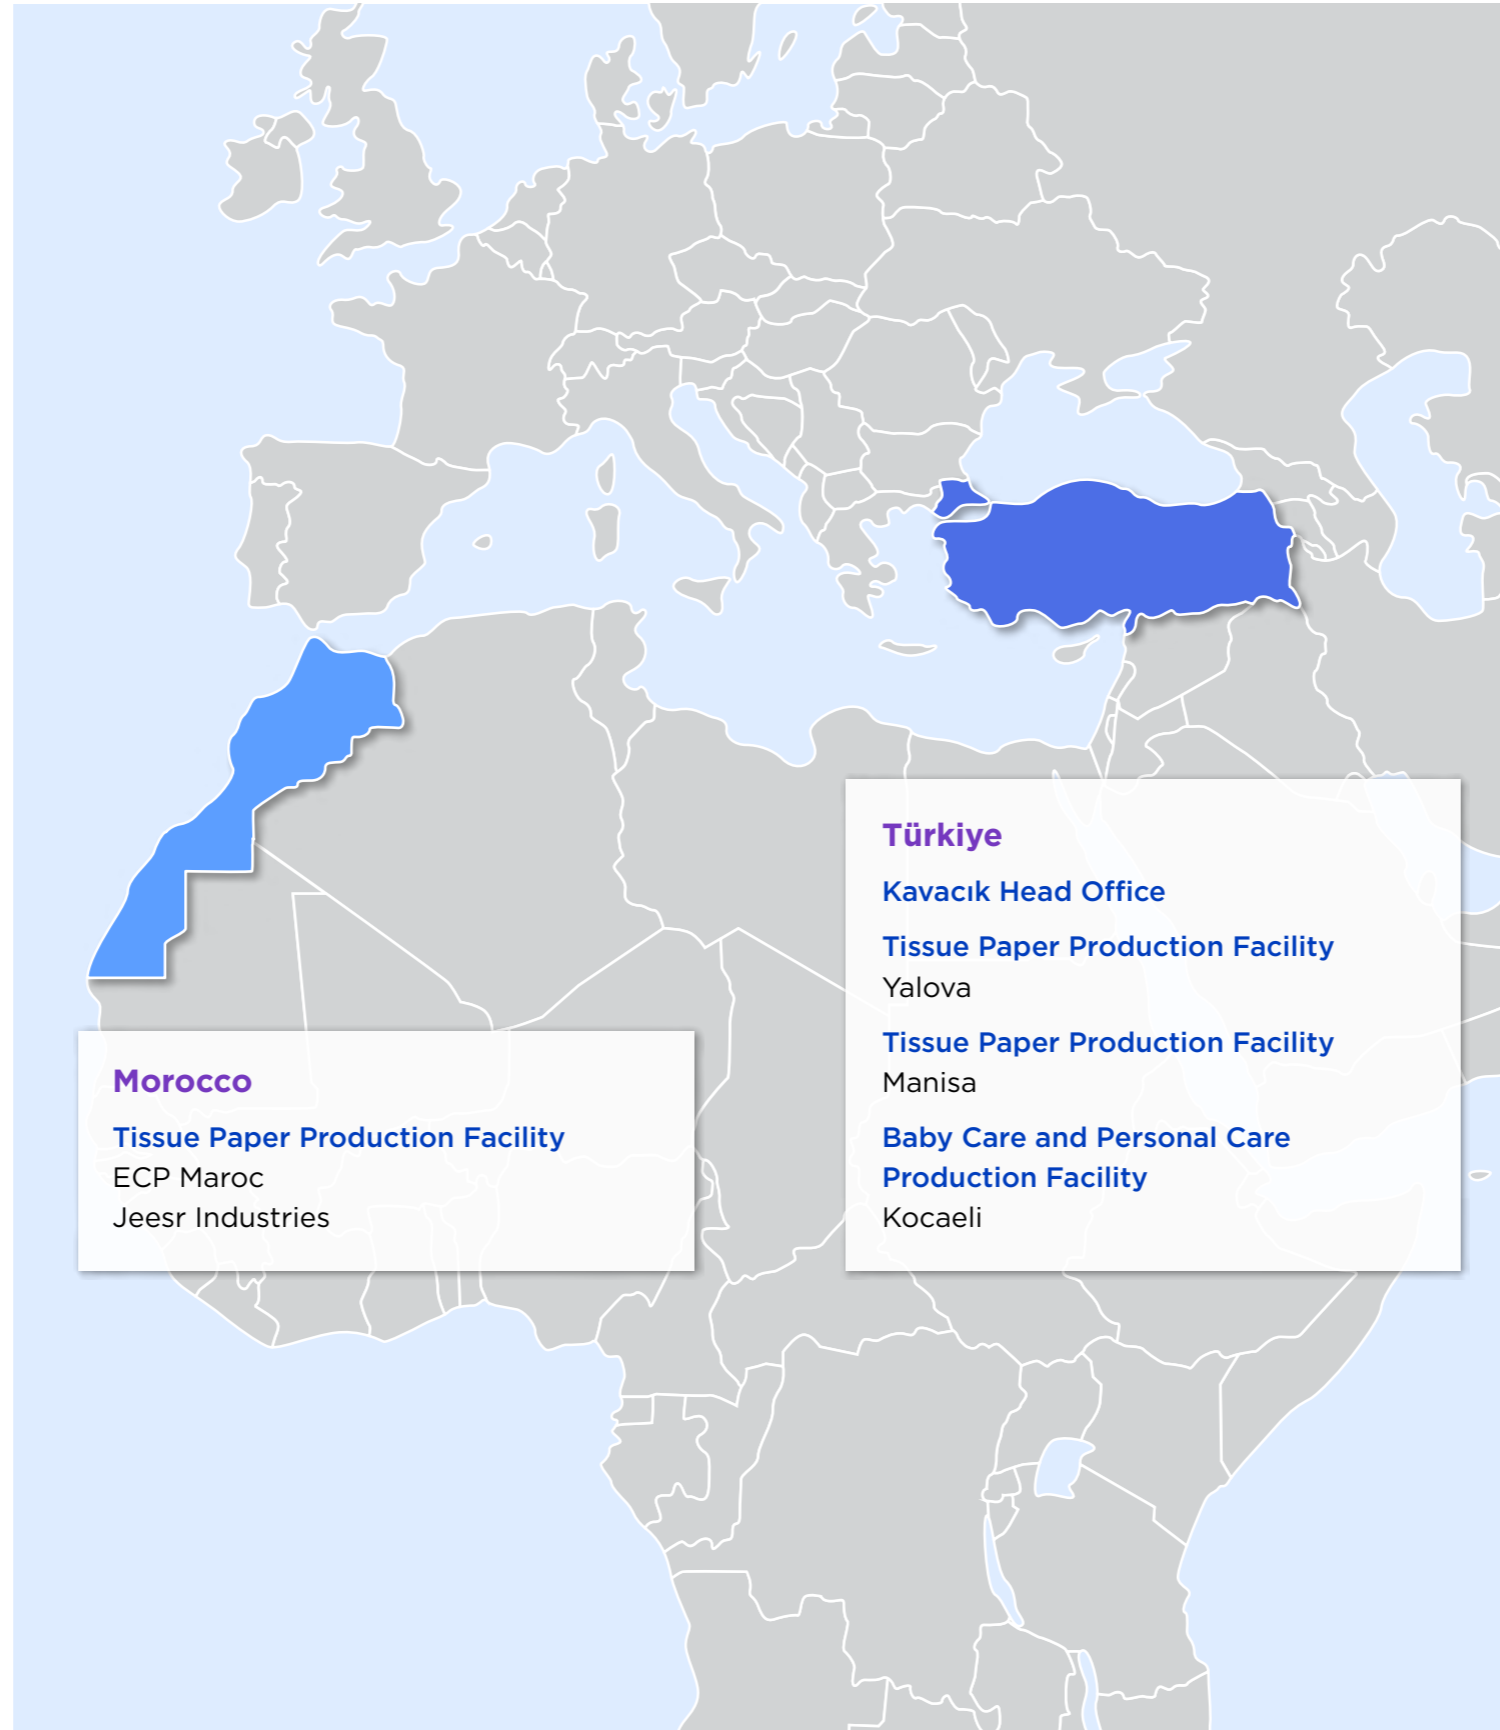 Türkiye
Kavacık Head Office
Tissue Paper Production Facility
Yalova
Tissue Paper Production Facility
Manisa
Baby Care and Personal Care
Production Facility
Kocaeli
Morocco
Tissue Paper Production Facility
ECP Maroc
Jeesr Industries